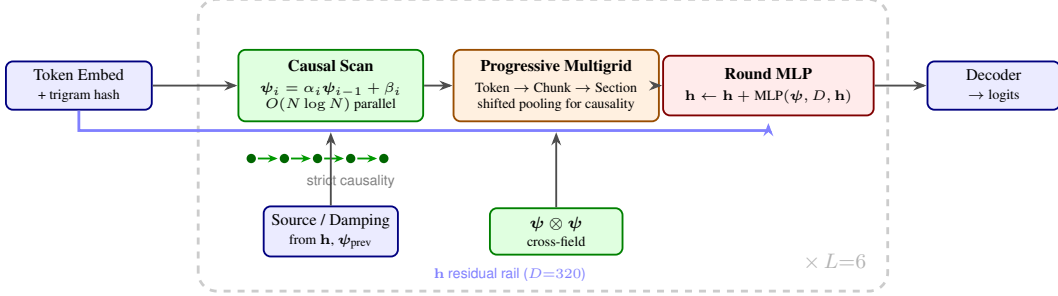 Token Embed
+ trigram hash
Causal Scan
ψ_i = α_i ψ_{i−1} + β_i
O(N log N) parallel
Progressive Multigrid
Token → Chunk → Section
shifted pooling for causality
Round MLP
h ← h + MLP(ψ, D, h)
Decoder
→ logits
strict causality
Source / Damping
from h, ψ_prev
ψ ⊗ ψ
cross-field
× L=6
h residual rail (D=320)